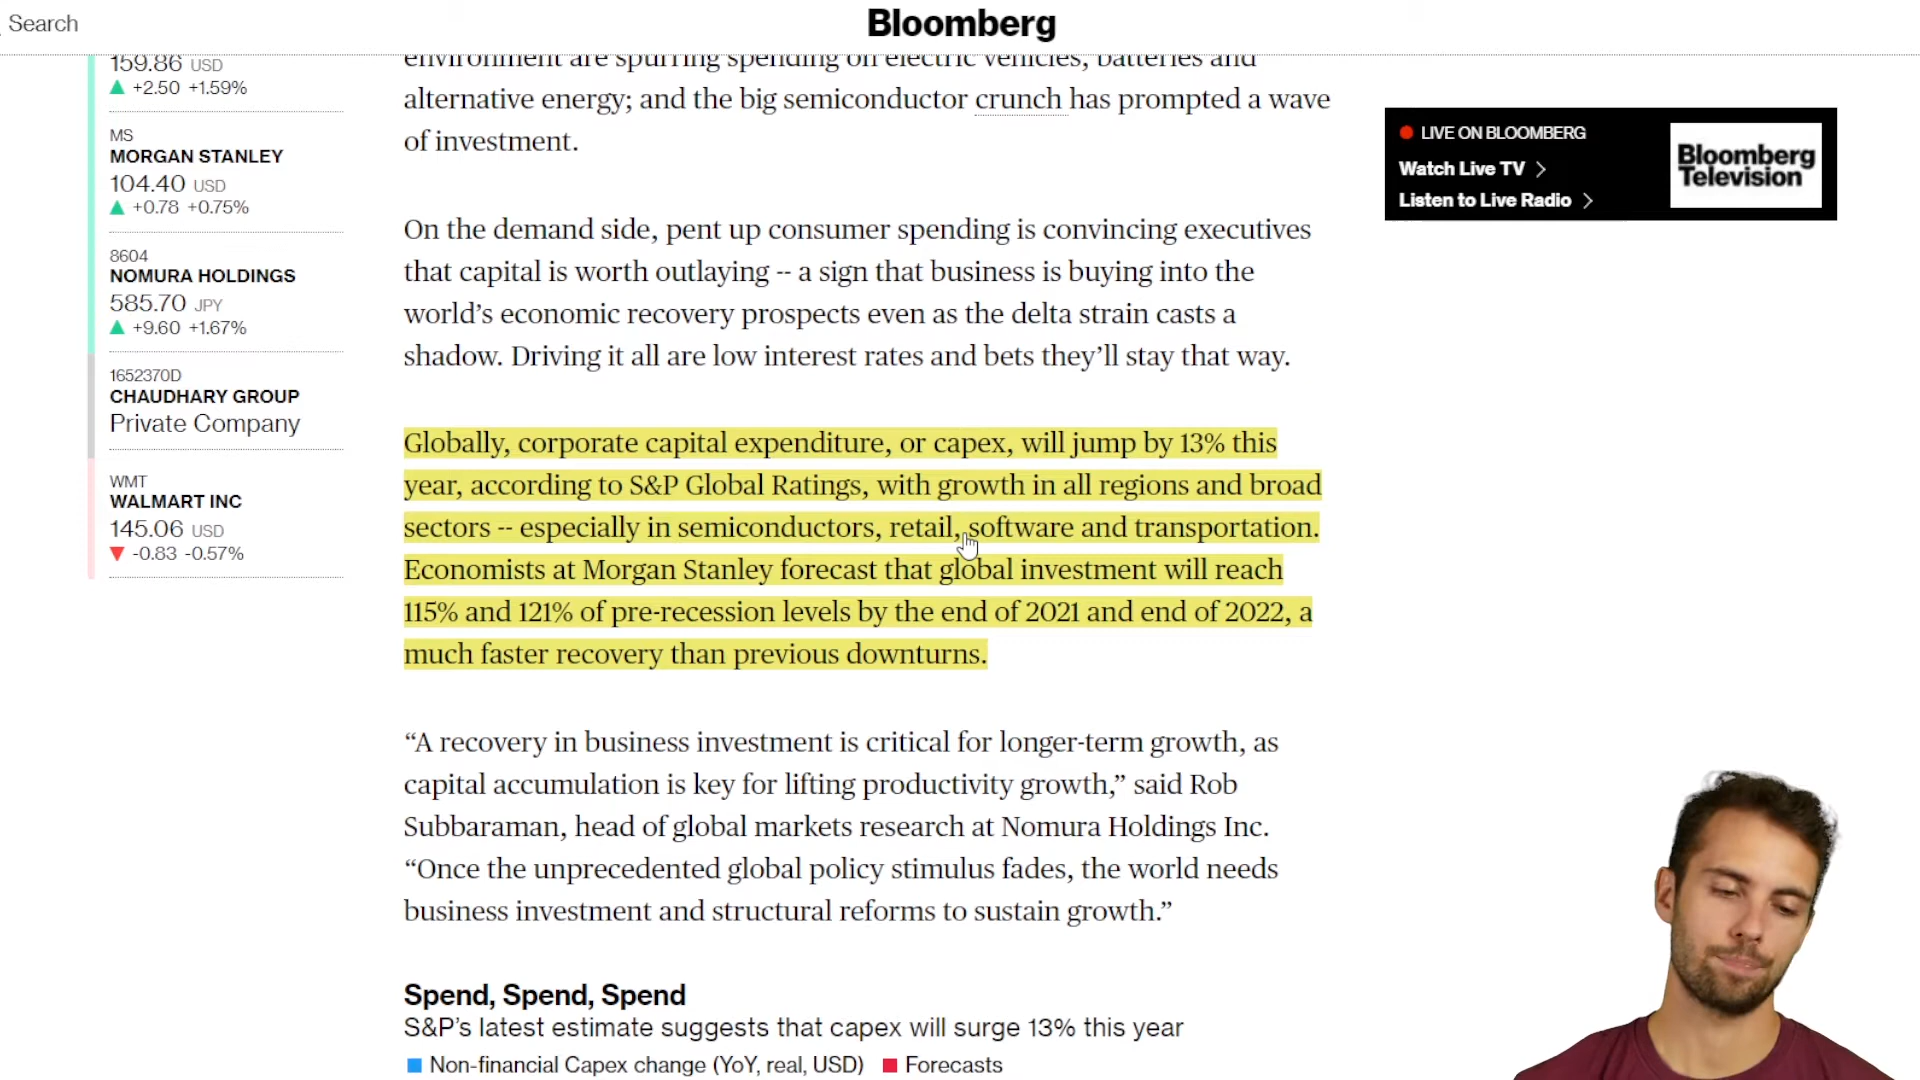 Search
Bloomberg
159.86 USD
+2.50 +1.59%
MS
MORGAN STANLEY
104.40 USD
+0.78 +0.75%
8604
NOMURA HOLDINGS
585.70 JPY
+9.60 +1.67%
1652370D
CHAUDHARY GROUP
Private Company
WMT
WALMART INC
145.06 USD
-0.83 -0.57%
environment are spurring spending on electric vehicles, batteries and
alternative energy; and the big semiconductor crunch has prompted a wave
of investment.
On the demand side, pent up consumer spending is convincing executives
that capital is worth outlaying -- a sign that business is buying into the
world’s economic recovery prospects even as the delta strain casts a
shadow. Driving it all are low interest rates and bets they’ll stay that way.
Globally, corporate capital expenditure, or capex, will jump by 13% this
year, according to S&P Global Ratings, with growth in all regions and broad
sectors -- especially in semiconductors, retail, software and transportation.
Economists at Morgan Stanley forecast that global investment will reach
115% and 121% of pre-recession levels by the end of 2021 and end of 2022, a
much faster recovery than previous downturns.
“A recovery in business investment is critical for longer-term growth, as
capital accumulation is key for lifting productivity growth,” said Rob
Subbaraman, head of global markets research at Nomura Holdings Inc.
“Once the unprecedented global policy stimulus fades, the world needs
business investment and structural reforms to sustain growth.”
Spend, Spend, Spend
S&P’s latest estimate suggests that capex will surge 13% this year
Non-financial Capex change (YoY, real, USD) Forecasts
LIVE ON BLOOMBERG
Watch Live TV
Listen to Live Radio
Bloomberg
Television